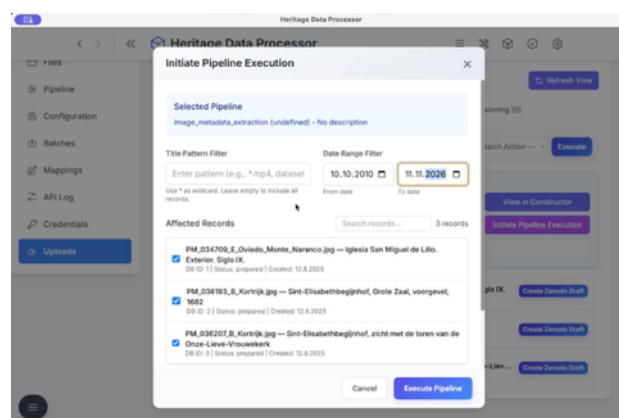 Heritage Data Processor
Heritage Data Processor
Files
Pipeline
Configuration
Batches
Mappings
API Log
Credentials
Uploads
Refresh View
Execute
View in Constructor
Initiate Pipeline Execution
Create Zenodo Draft
Create Zenodo Draft
Create Zenodo Draft
Initiate Pipeline Execution
Selected Pipeline
image_metadata_extraction (undefined) - No description
Title Pattern Filter
Date Range Filter
Enter pattern (e.g., *.mp4, dataset
10.10.2010
11.11.2026
Use * as wildcard. Leave empty to include all
records.
From date
To date
Affected Records
Search records...
3 records
PM_034709_E_Oviedo_Monte_Naranco.jpg — Iglesia San Miguel de Lillo.
Exterior. Siglo IX.
DB ID: 1 | Status: prepared | Created: 12.8.2025
PM_036193_B_Kortrijk.jpg — Sint-Elisabethbegijnhof, Grote Zaal, voorgevel,
1682
DB ID: 2 | Status: prepared | Created: 12.8.2025
PM_036207_B_Kortrijk.jpg — Sint-Elisabethbegijnhof, zicht met de toren van de
Onze-Lieve-Vrouwekerk
DB ID: 3 | Status: prepared | Created: 12.8.2025
Cancel
Execute Pipeline